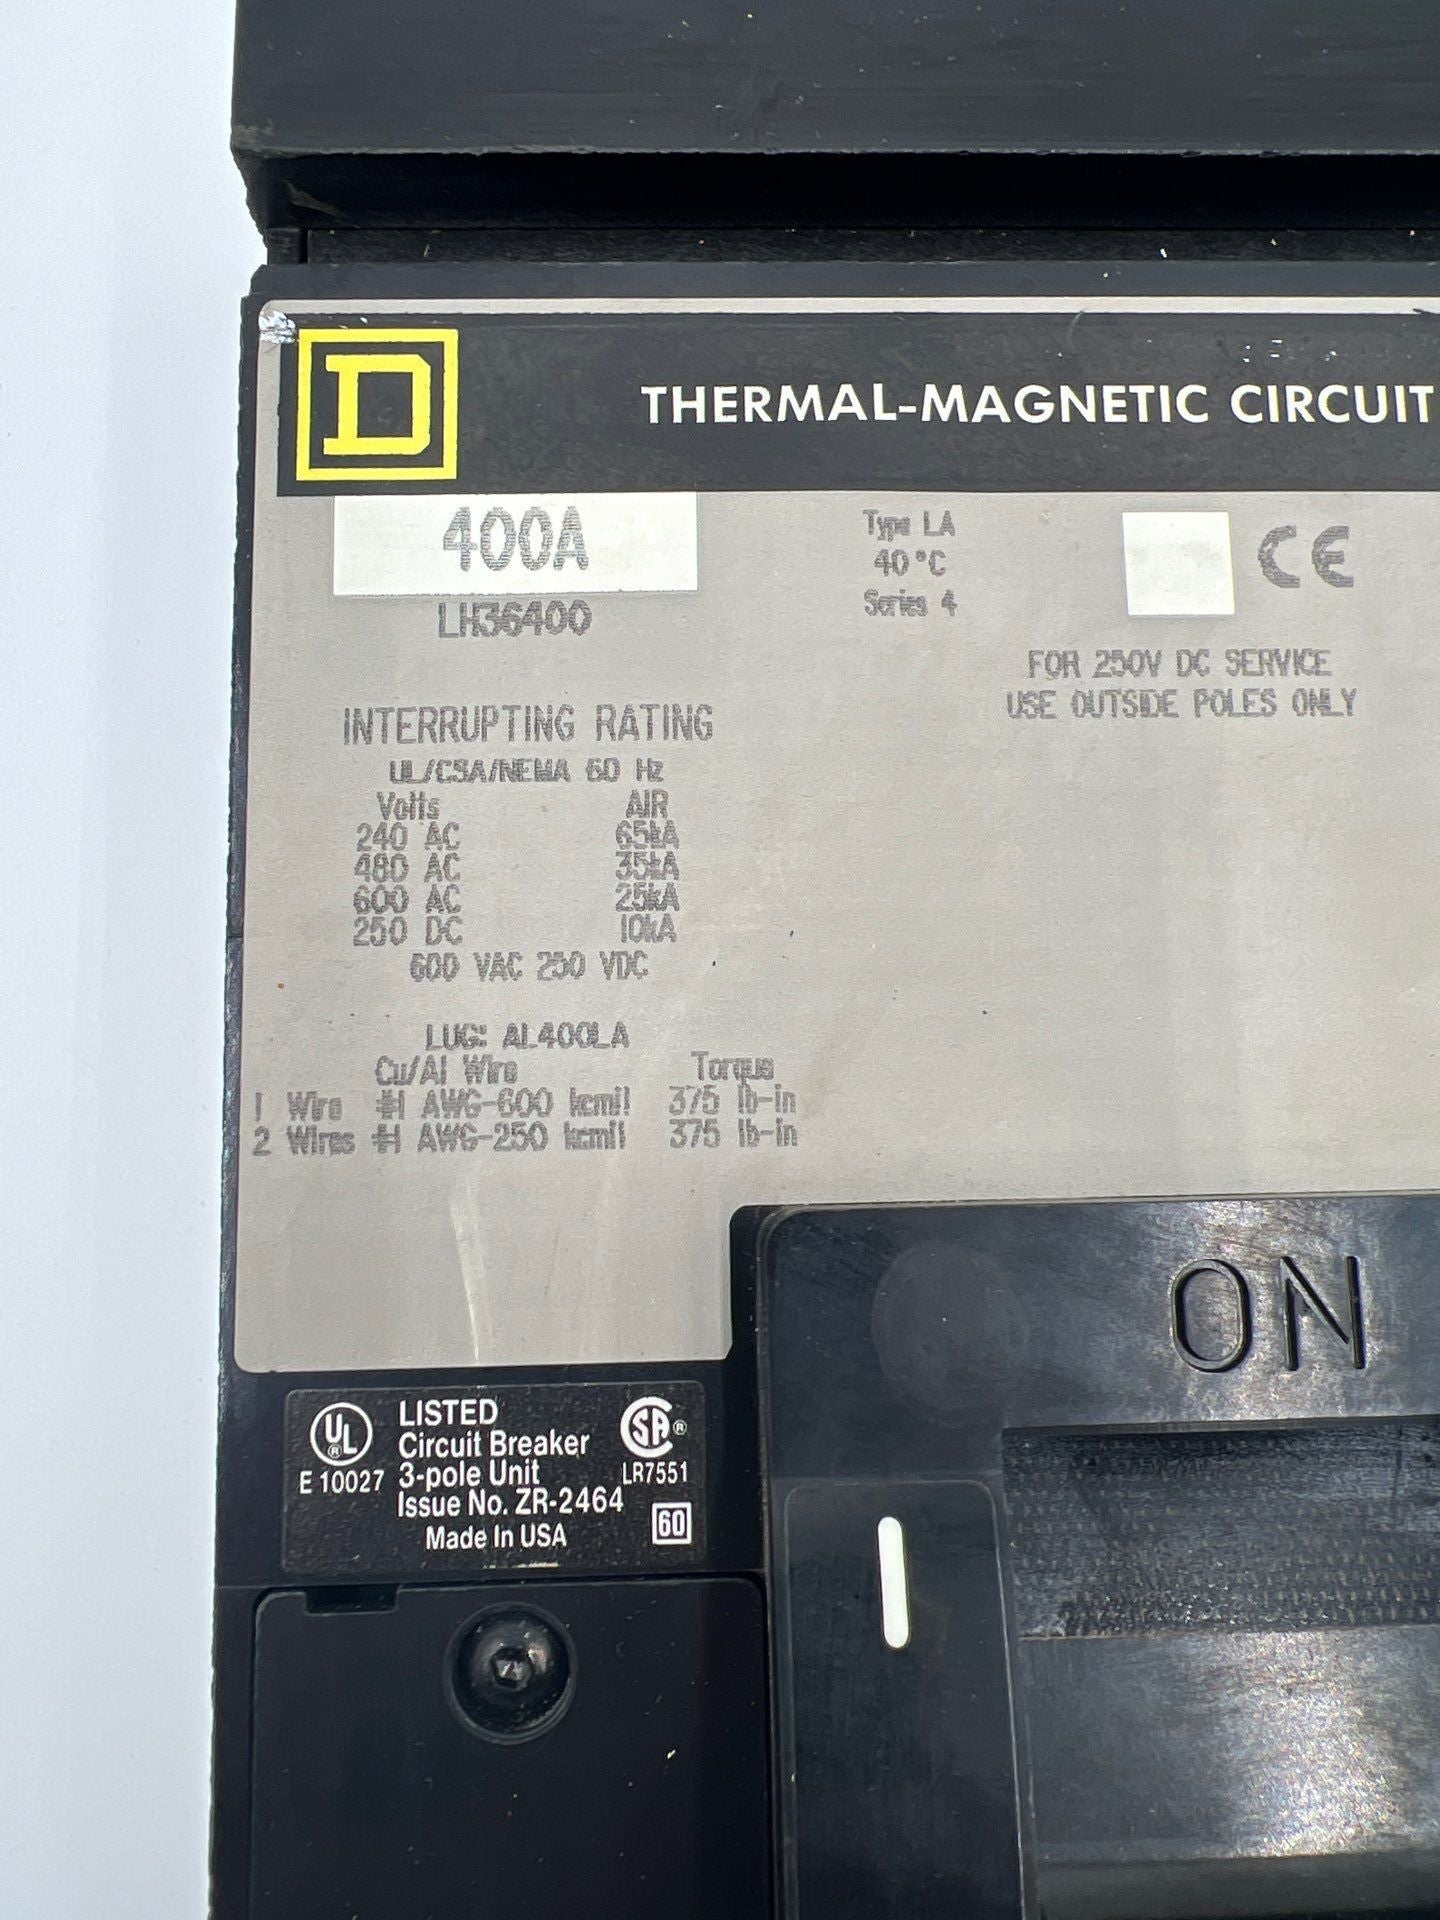 D
THERMAL-MAGNETIC CIRCUIT
400A
LH36400
Type LA
40°C
Series 4
CE
FOR 250V DC SERVICE
USE OUTSIDE POLES ONLY
INTERRUPTING RATING
UL/CSA/NEMA 60 Hz
Volts AIR
240 AC 65kA
480 AC 35kA
600 AC 25kA
250 DC 10kA
600 VAC 250 VDC
LUG: AL400LA
Cu/Al Wire Torque
1 Wire #1 AWG-600 kcmil 375 lb-in
2 Wires #1 AWG-250 kcmil 375 lb-in
ON
UL ® LISTED SA ®
Circuit Breaker
E 10027 3-pole Unit LR7551
Issue No. ZR-2464
Made In USA 60